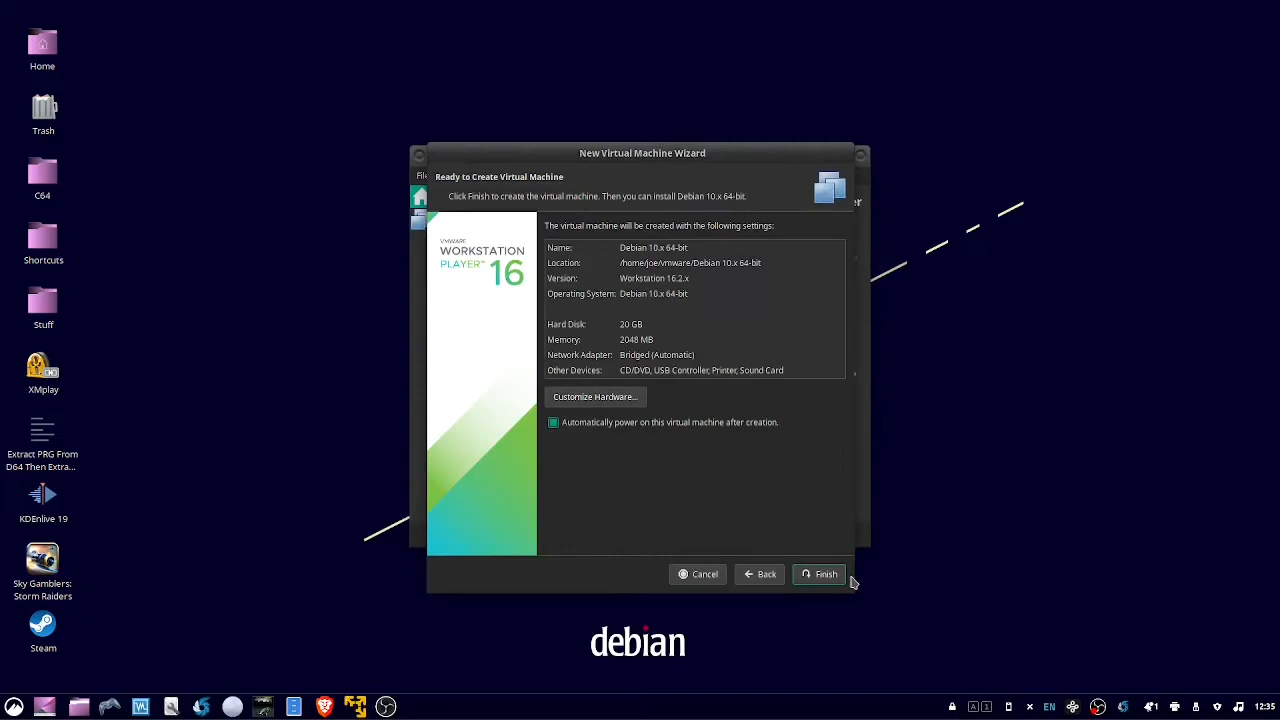 Home
Trash
C64
Shortcuts
Stuff
XMplay
Extract PRG From
D64 Then Extra...
KDEnlive 19
Sky Gamblers:
Storm Raiders
Steam
New Virtual Machine Wizard
File
er
Ready to Create Virtual Machine
Click Finish to create the virtual machine. Then you can install Debian 10.x 64-bit.
VMWARE
WORKSTATION
PLAYER™ 16
The virtual machine will be created with the following settings:
Name: Debian 10.x 64-bit
Location: /home/joe/vmware/Debian 10.x 64-bit
Version: Workstation 16.2.x
Operating System: Debian 10.x 64-bit
Hard Disk: 20 GB
Memory: 2048 MB
Network Adapter: Bridged (Automatic)
Other Devices: CD/DVD, USB Controller, Printer, Sound Card
Customize Hardware...
Automatically power on this virtual machine after creation.
Cancel
Back
Finish
debian
A 1
EN
1
12:35